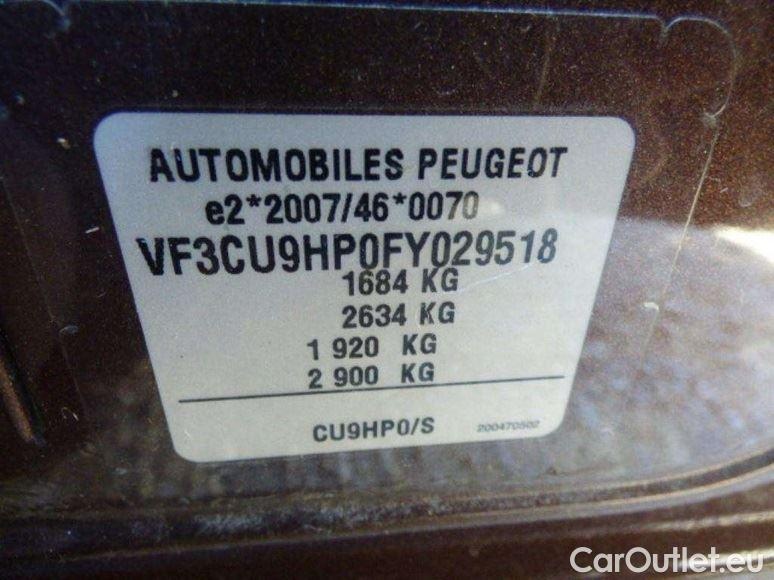 AUTOMOBILES PEUGEOT
e2*2007/46*0070
VF3CU9HP0FY029518
1684 KG
2634 KG
1 920 KG
2 900 KG
CU9HP0/S 200470502
CarOutlet.eu